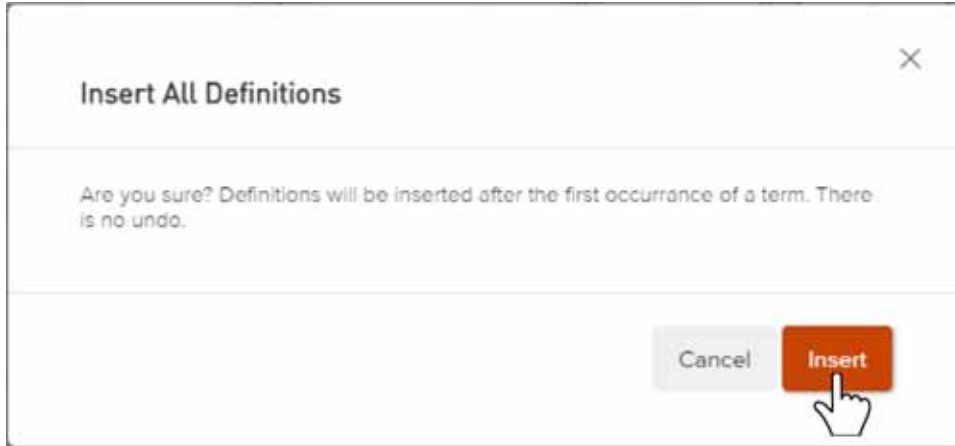 Insert All Definitions
Are you sure? Definitions will be inserted after the first occurrance of a term. There
is no undo.
Cancel
Insert